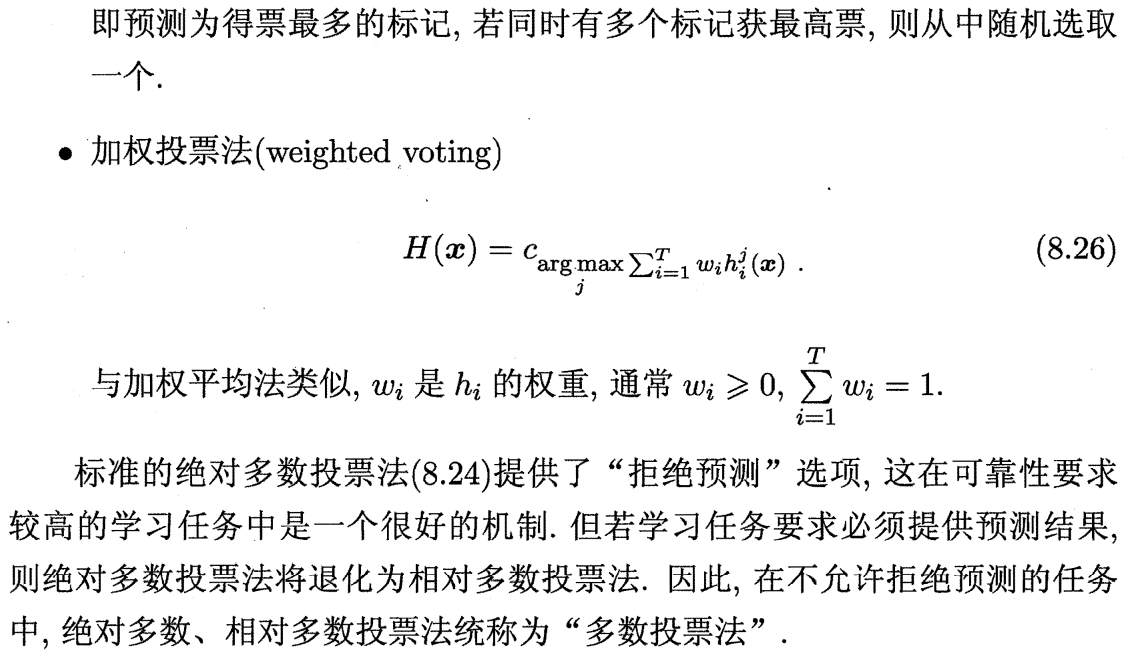 即预测为得票最多的标记, 若同时有多个标记获最高票, 则从中随机选取
一个.
• 加权投票法(weighted voting)
$H(\boldsymbol{x}) = c_{\underset{j}{\arg\max} \sum_{i=1}^{T} w_i h_i^j(\boldsymbol{x})}$ . (8.26)
与加权平均法类似, $w_i$ 是 $h_i$ 的权重, 通常 $w_i \geqslant 0$, $\sum_{i=1}^{T} w_i = 1$.
标准的绝对多数投票法(8.24)提供了“拒绝预测”选项, 这在可靠性要求
较高的学习任务中是一个很好的机制. 但若学习任务要求必须提供预测结果,
则绝对多数投票法将退化为相对多数投票法. 因此, 在不允许拒绝预测的任务
中, 绝对多数、相对多数投票法统称为“多数投票法”.